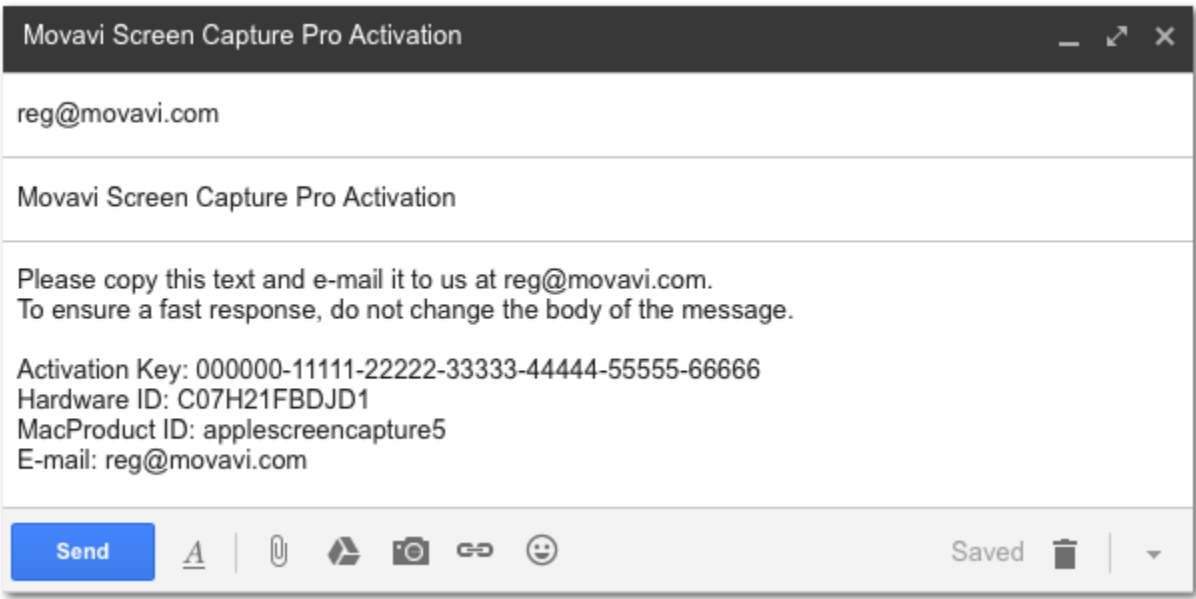 Movavi Screen Capture Pro Activation
reg@movavi.com
Movavi Screen Capture Pro Activation
Please copy this text and e-mail it to us at reg@movavi.com.
To ensure a fast response, do not change the body of the message.
Activation Key: 000000-11111-22222-33333-44444-55555-66666
Hardware ID: C07H21FBDJD1
MacProduct ID: applescreencapture5
E-mail: reg@movavi.com
Send A Saved